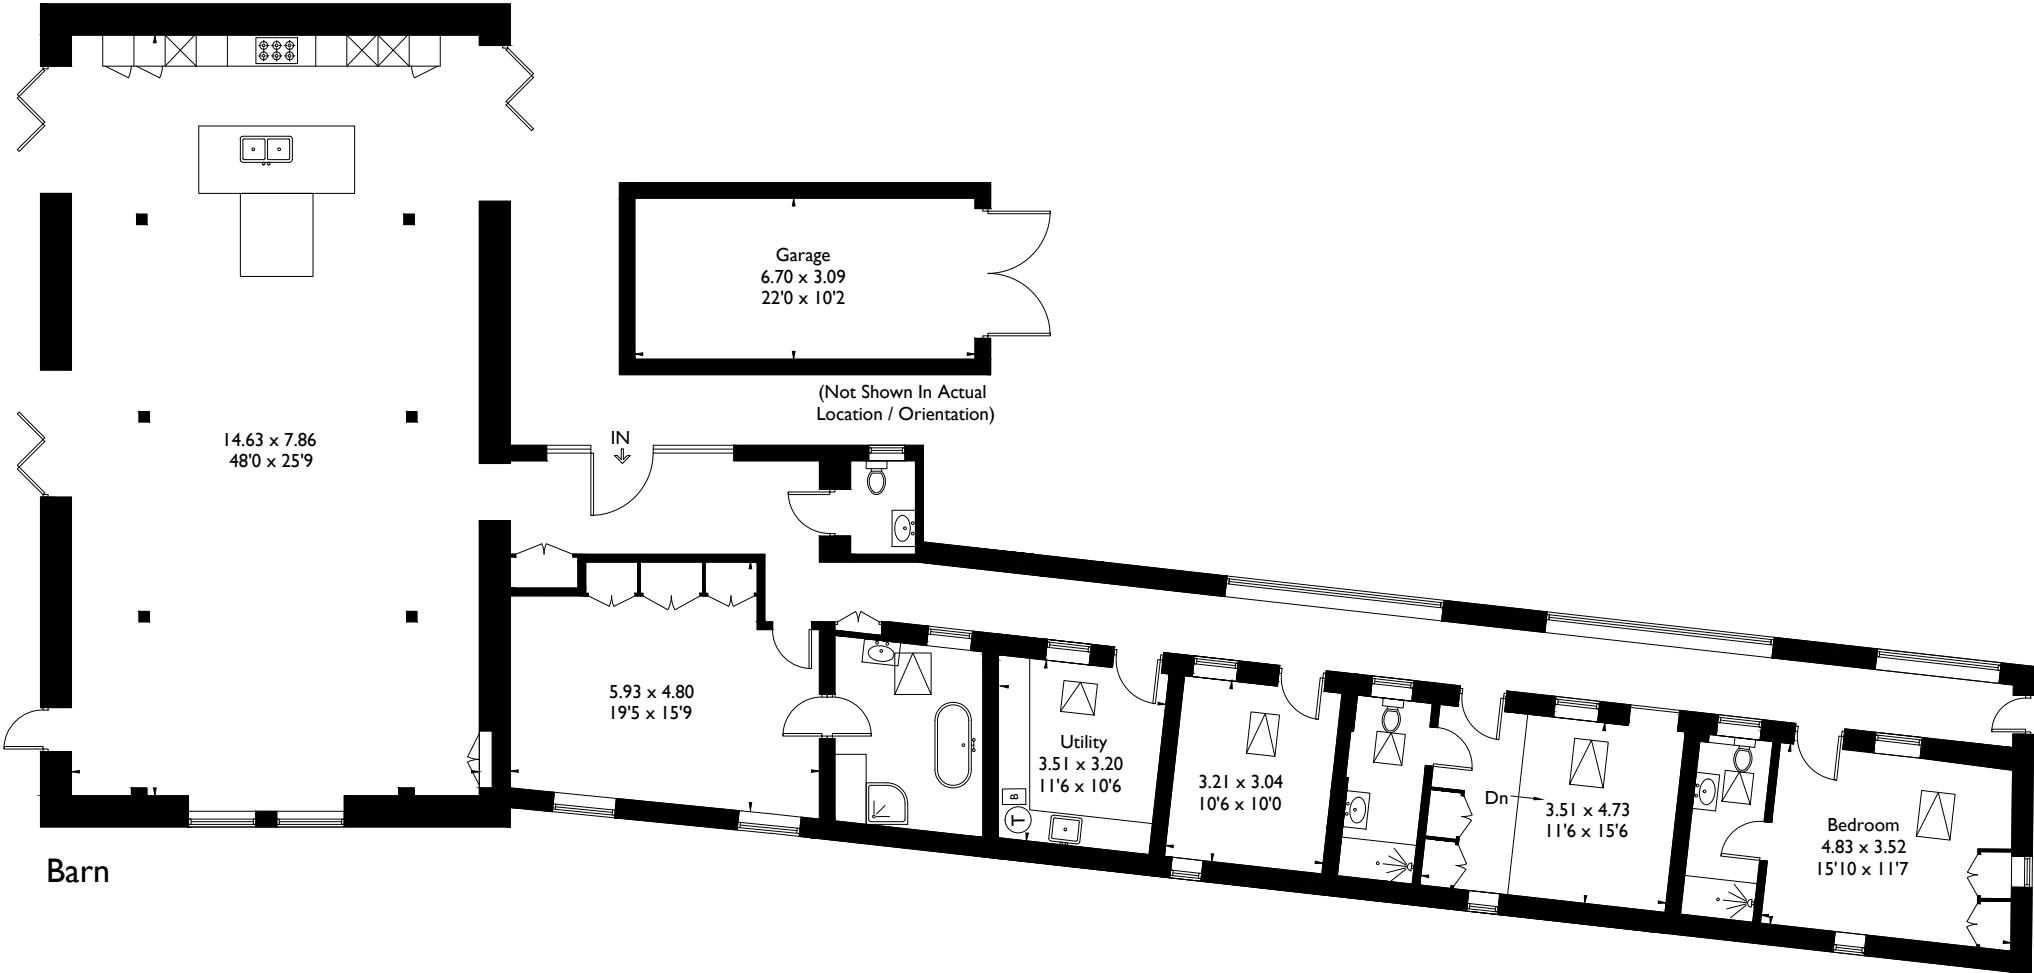 Garage
6.70 x 3.09
22'0 x 10'2
(Not Shown In Actual
Location / Orientation)
14.63 x 7.86
48'0 x 25'9
IN
5.93 x 4.80
19'5 x 15'9
Utility
3.51 x 3.20
11'6 x 10'6
B
T
3.21 x 3.04
10'6 x 10'0
Dn
3.51 x 4.73
11'6 x 15'6
Bedroom
4.83 x 3.52
15'10 x 11'7
Barn